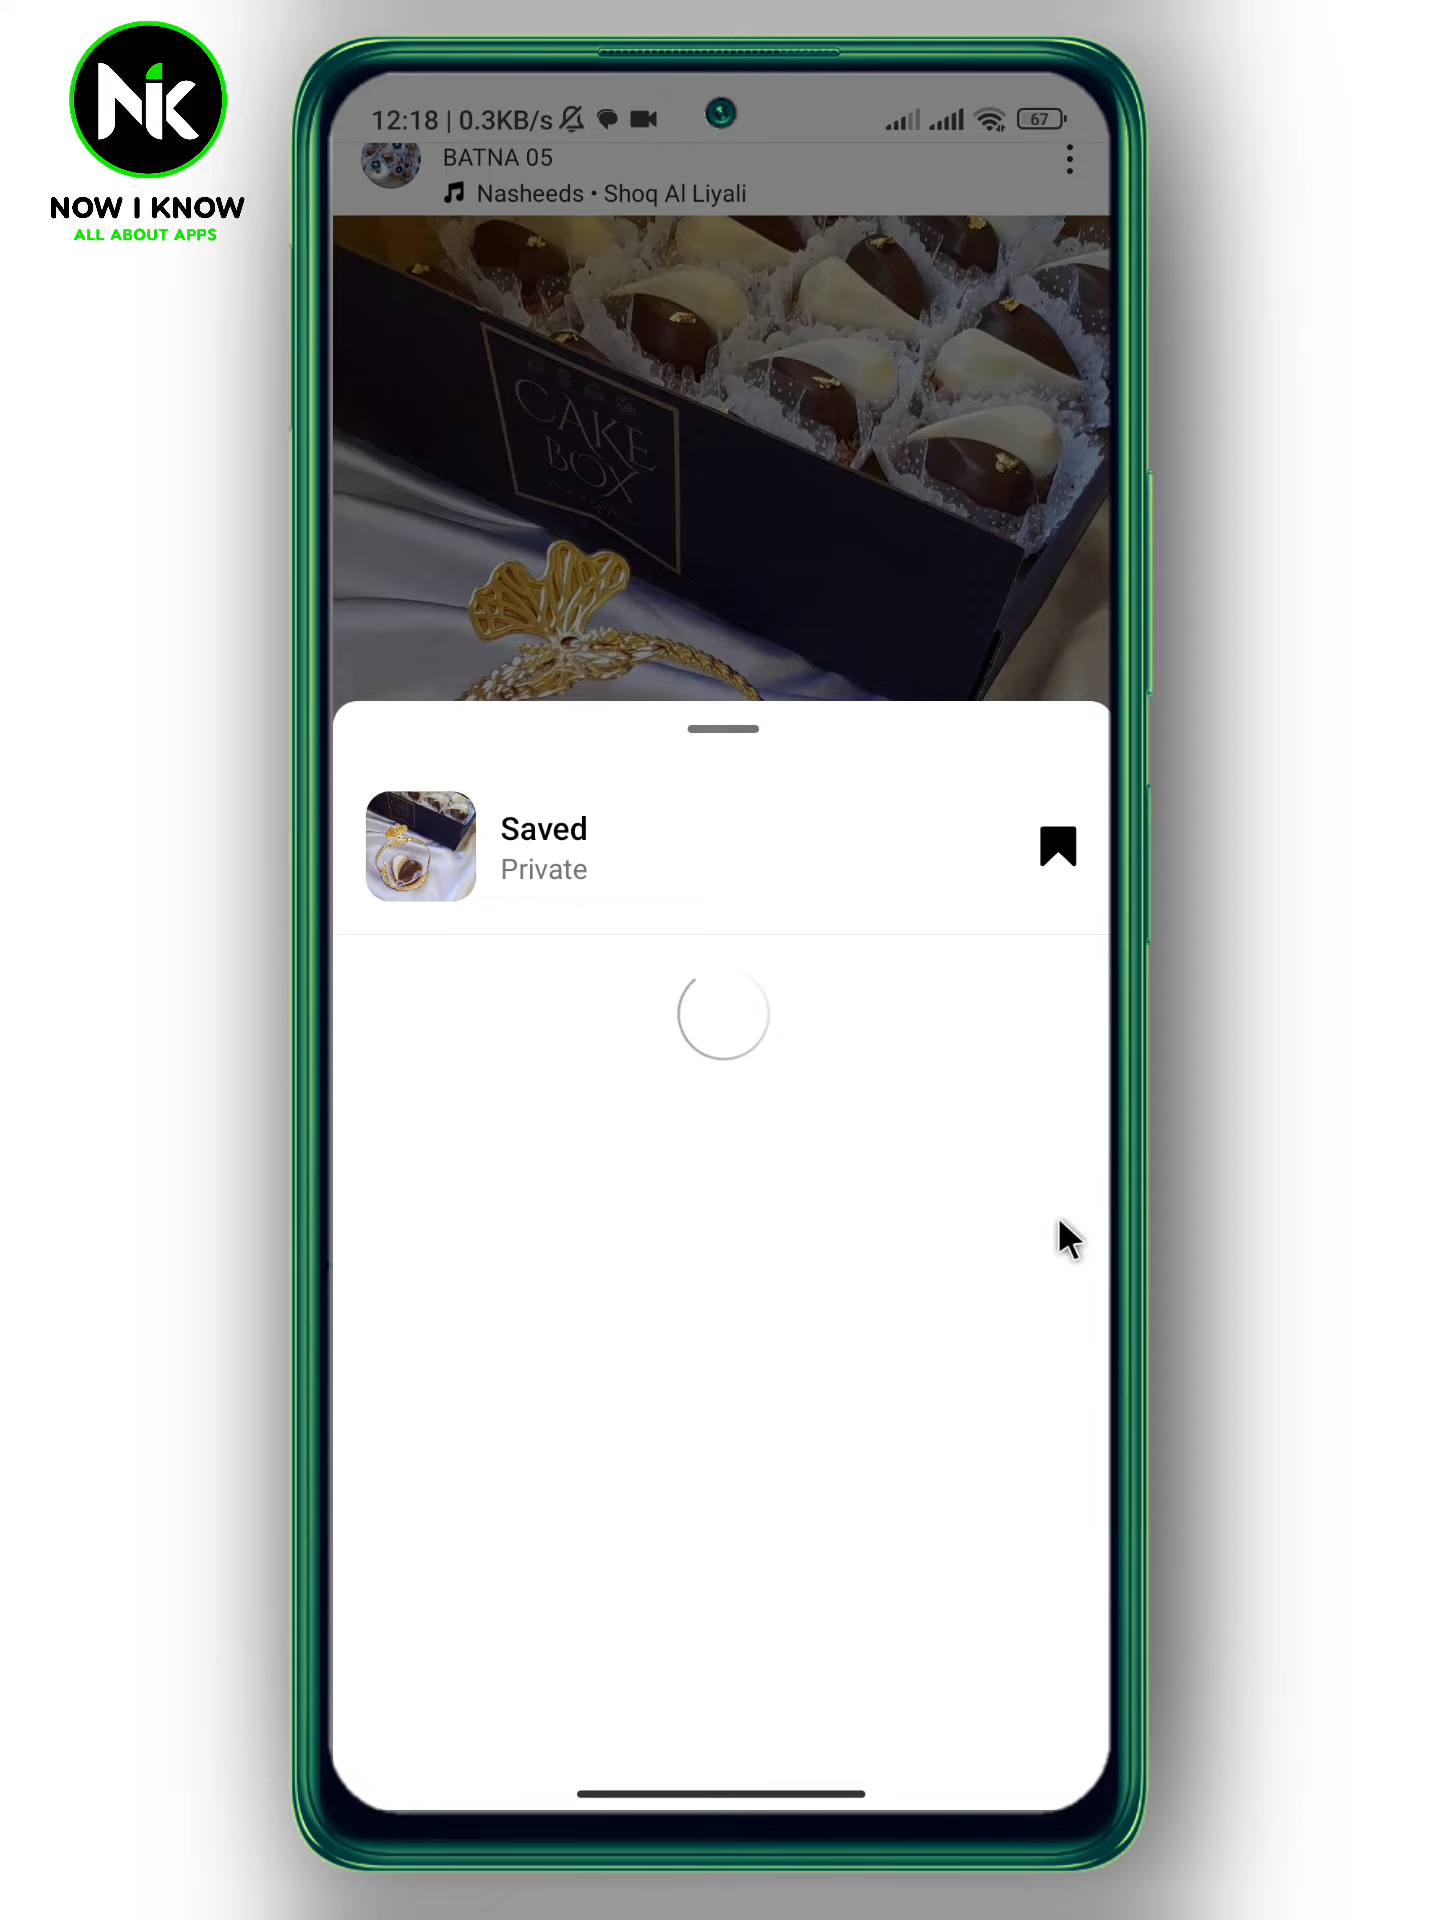 NiK
NOW I KNOW
ALL ABOUT APPS
12:18 | 0.3KB/s
67
BATNA 05
Nasheeds • Shoq Al Liyali
CAKE
BOX
Saved
Private